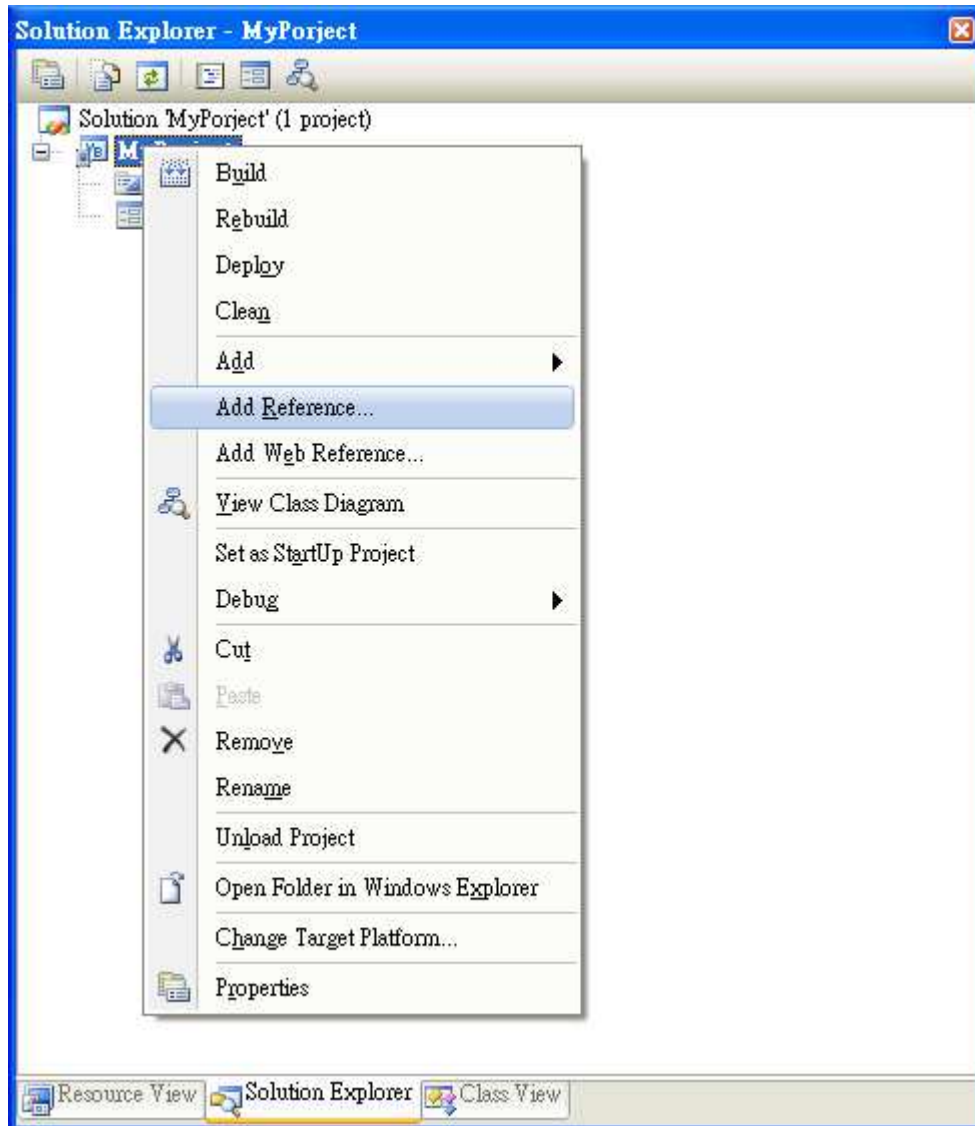 Solution Explorer - MyPorject
Solution 'MyPorject' (1 project)
Build
Rebuild
Deploy
Clean
Add
Add Reference...
Add Web Reference...
View Class Diagram
Set as StartUp Project
Debug
Cut
Paste
Remove
Rename
Unload Project
Open Folder in Windows Explorer
Change Target Platform...
Properties
Resource View Solution Explorer Class View